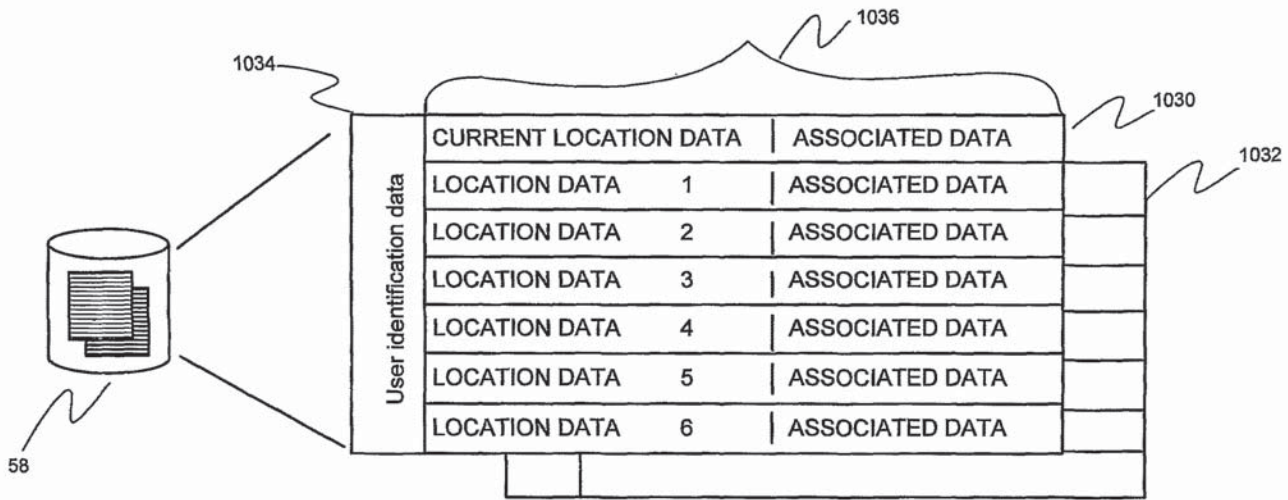 1036
1034
1030
CURRENT LOCATION DATA | ASSOCIATED DATA
1032
LOCATION DATA 1 | ASSOCIATED DATA
LOCATION DATA 2 | ASSOCIATED DATA
LOCATION DATA 3 | ASSOCIATED DATA
LOCATION DATA 4 | ASSOCIATED DATA
LOCATION DATA 5 | ASSOCIATED DATA
LOCATION DATA 6 | ASSOCIATED DATA
User identification data
58